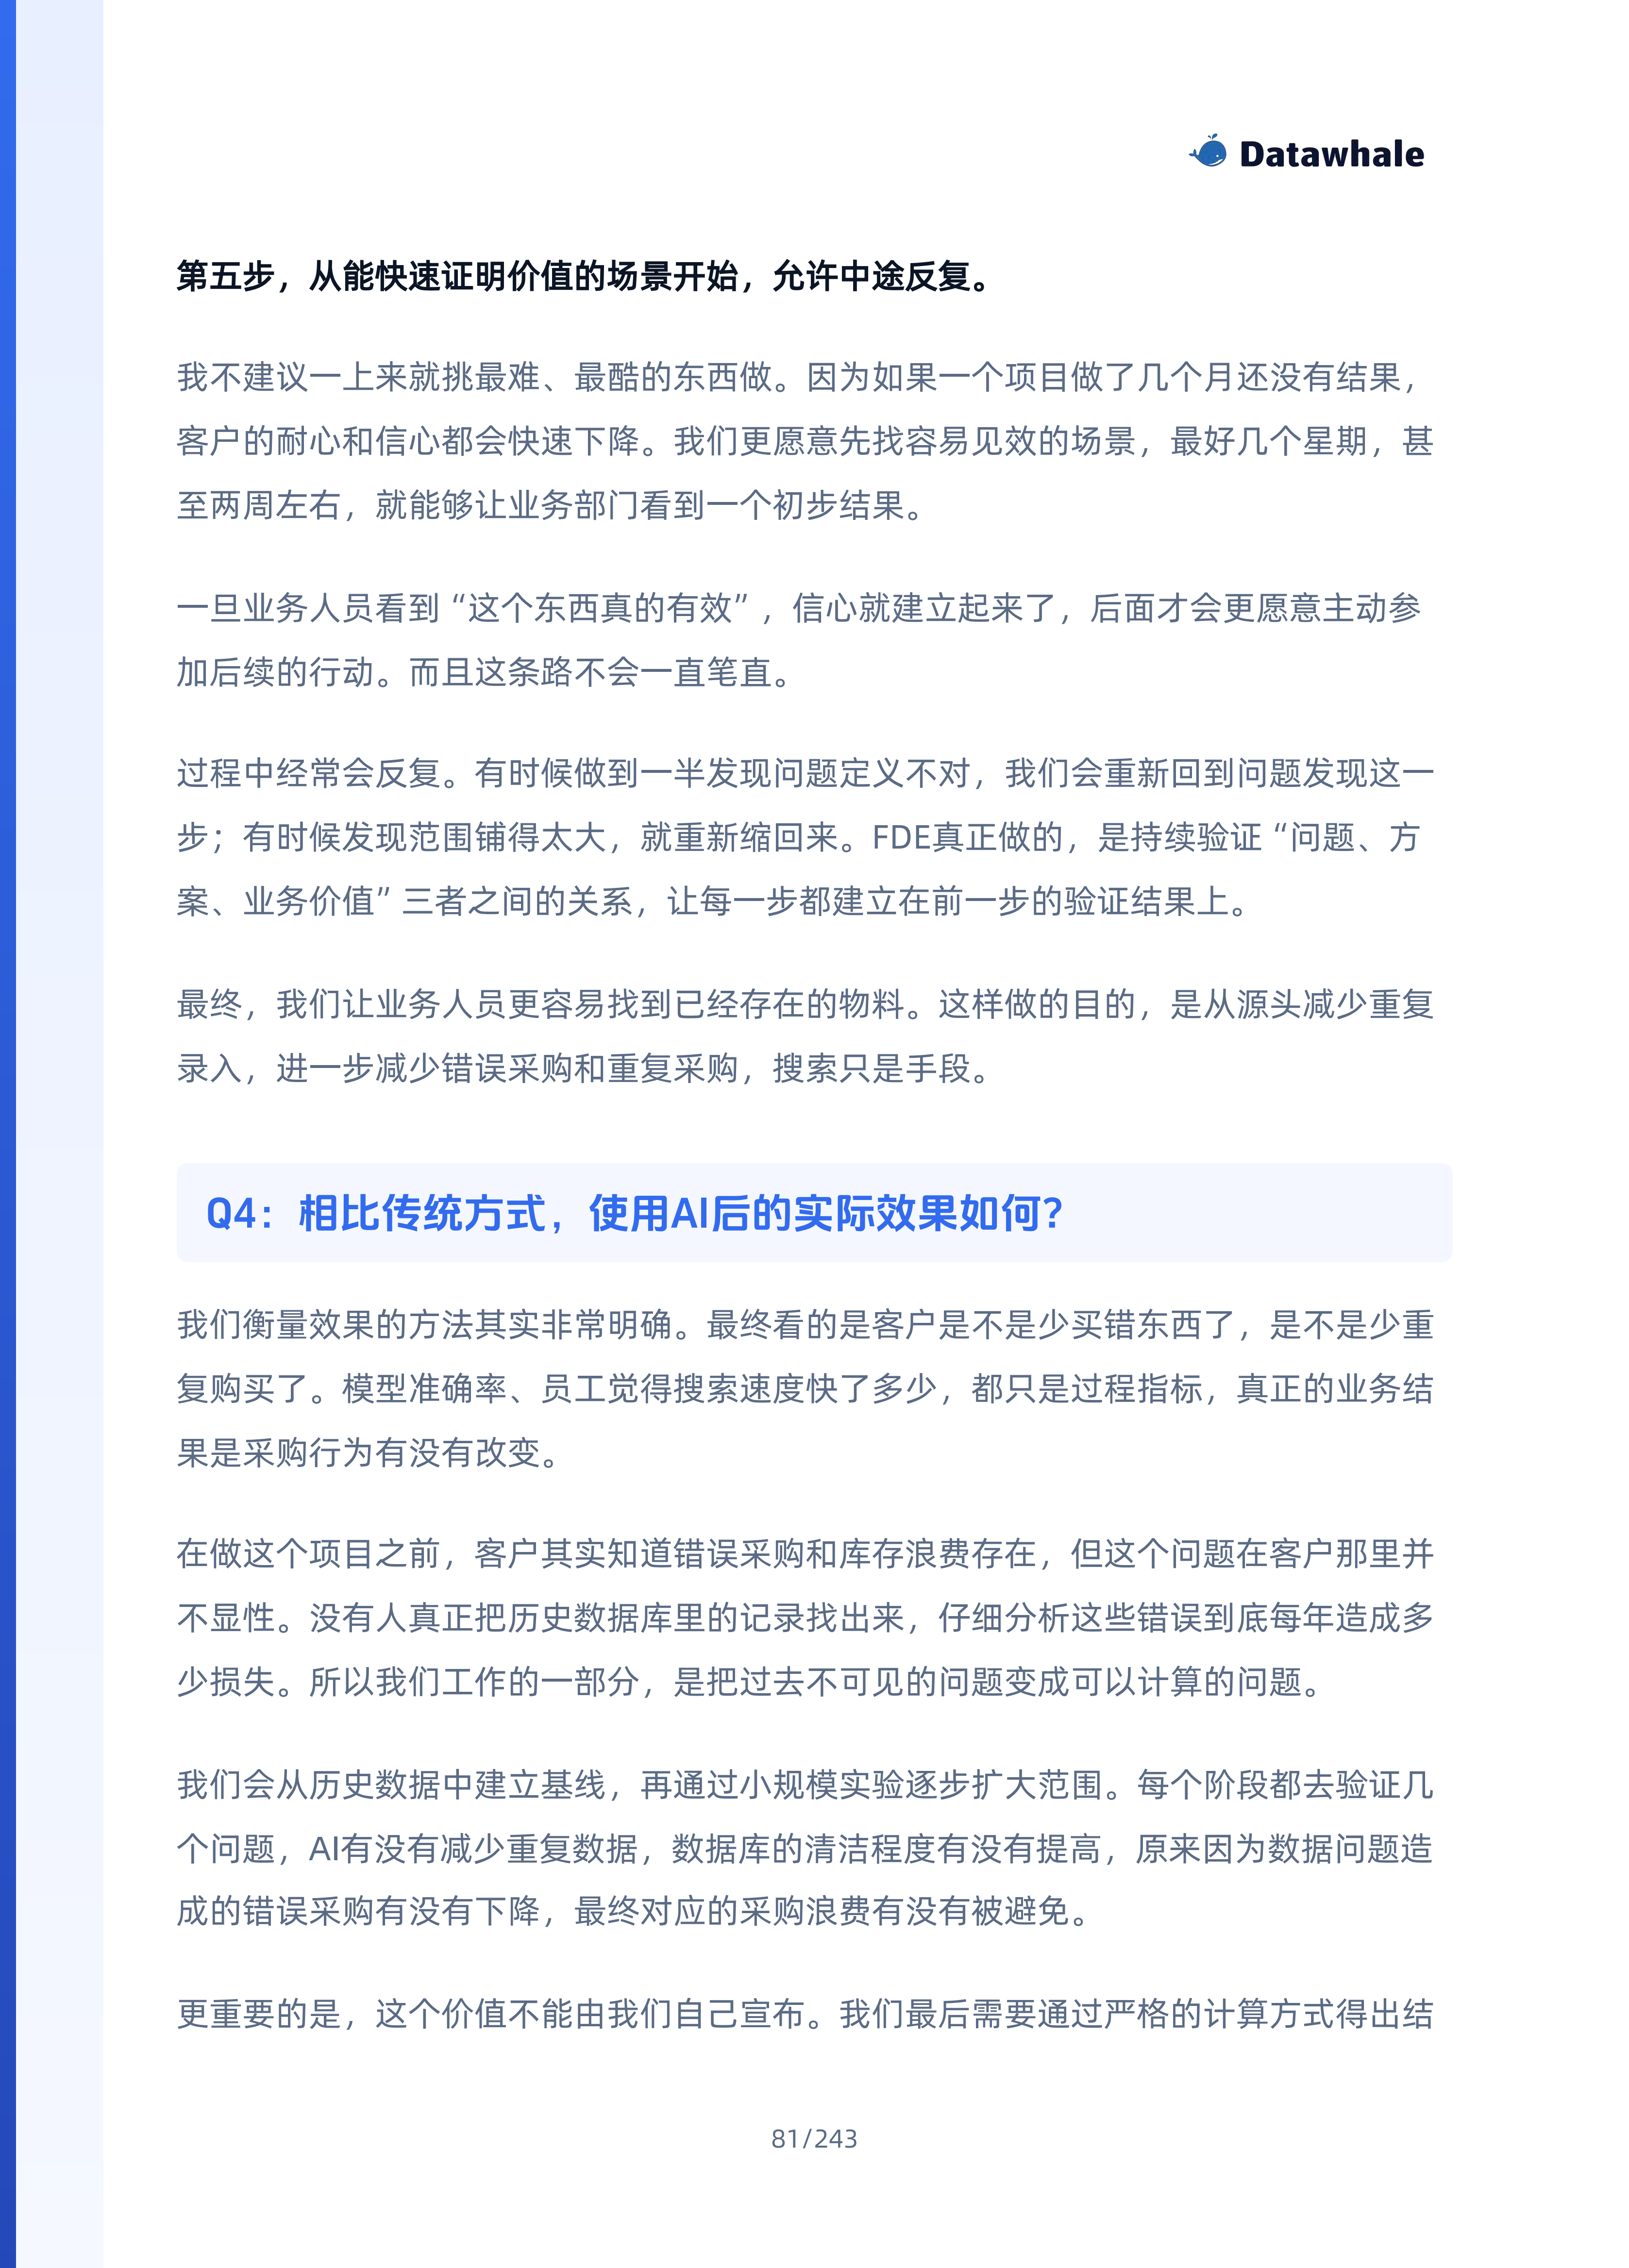 Datawhale
第五步，从能快速证明价值的场景开始，允许中途反复。
我不建议一上来就挑最难、最酷的东西做。因为如果一个项目做了几个月还没有结果，
客户的耐心和信心都会快速下降。我们更愿意先找容易见效的场景，最好几个星期，甚
至两周左右，就能够让业务部门看到一个初步结果。
一旦业务人员看到“这个东西真的有效”，信心就建立起来了，后面才会更愿意主动参
加后续的行动。而且这条路不会一直笔直。
过程中经常会反复。有时候做到一半发现问题定义不对，我们会重新回到问题发现这一
步；有时候发现范围铺得太大，就重新缩回来。FDE真正做的，是持续验证“问题、方
案、业务价值”三者之间的关系，让每一步都建立在前一步的验证结果上。
最终，我们让业务人员更容易找到已经存在的物料。这样做的目的，是从源头减少重复
录入，进一步减少错误采购和重复采购，搜索只是手段。
Q4：相比传统方式，使用AI后的实际效果如何？
我们衡量效果的方法其实非常明确。最终看的是客户是不是少买错东西了，是不是少重
复购买了。模型准确率、员工觉得搜索速度快了多少，都只是过程指标，真正的业务结
果是采购行为有没有改变。
在做这个项目之前，客户其实知道错误采购和库存浪费存在，但这个问题在客户那里并
不显性。没有人真正把历史数据库里的记录找出来，仔细分析这些错误到底每年造成多
少损失。所以我们工作的一部分，是把过去不可见的问题变成可以计算的问题。
我们会从历史数据中建立基线，再通过小规模实验逐步扩大范围。每个阶段都去验证几
个问题，AI有没有减少重复数据，数据库的清洁程度有没有提高，原来因为数据问题造
成的错误采购有没有下降，最终对应的采购浪费有没有被避免。
更重要的是，这个价值不能由我们自己宣布。我们最后需要通过严格的计算方式得出结
81/243